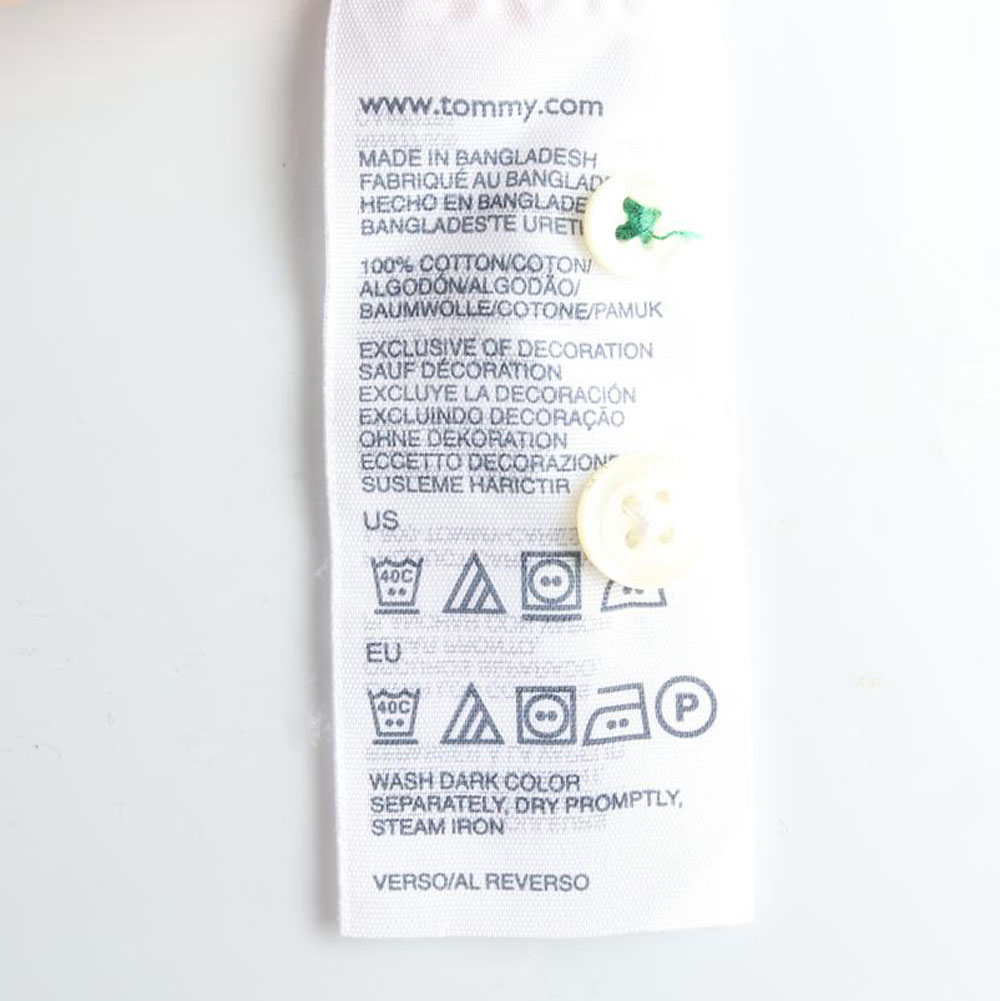 www.tommy.com
MADE IN BANGLADESH
FABRIQUÉ AU BANGLAD
HECHO EN BANGLADE
BANGLADES'TE URETI
100% COTTON/COTON/
ALGODÓN/ALGODÃO/
BAUMWOLLE/COTONE/PAMUK
EXCLUSIVE OF DECORATION
SAUF DÉCORATION
EXCLUYE LA DECORACIÓN
EXCLUINDO DECORAÇÃO
OHNE DEKORATION
ECCETTO DECORAZIONE
SUSLEME HARICTIR
US
40C
EU
40C P
WASH DARK COLOR
SEPARATELY, DRY PROMPTLY,
STEAM IRON
VERSO/AL REVERSO